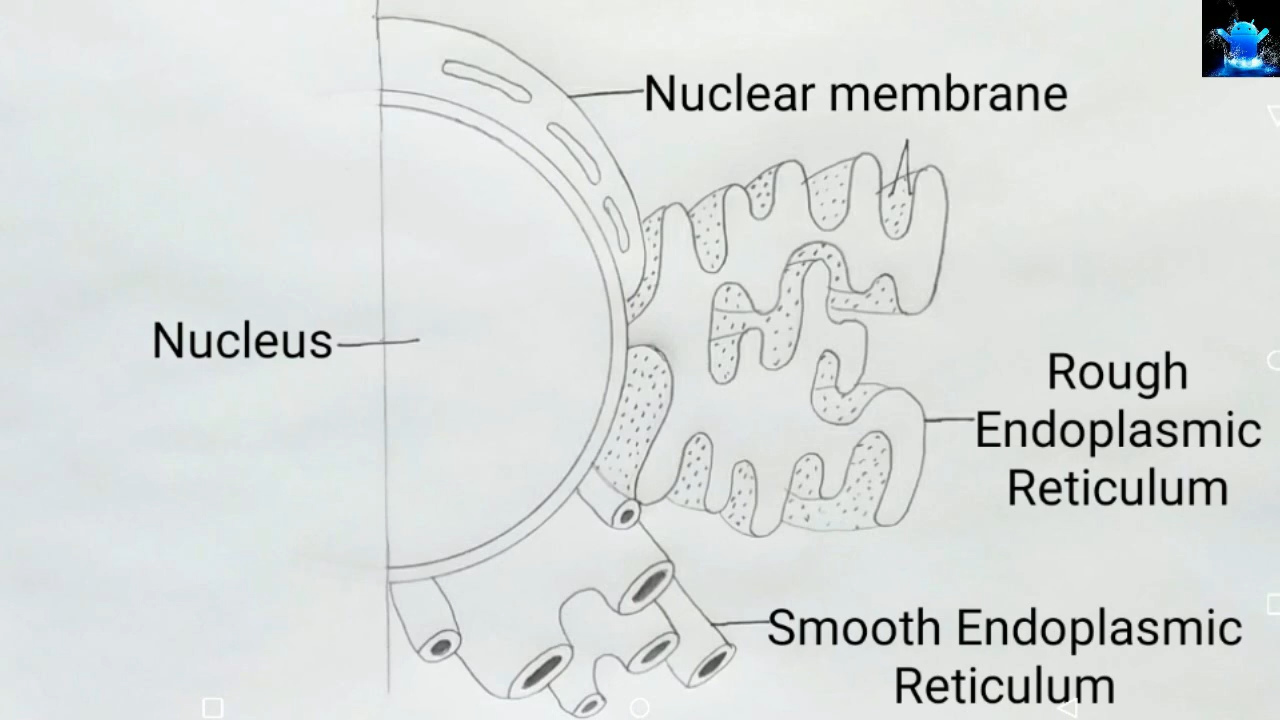 Nuclear membrane
Nucleus
Rough
Endoplasmic
Reticulum
Smooth Endoplasmic
Reticulum